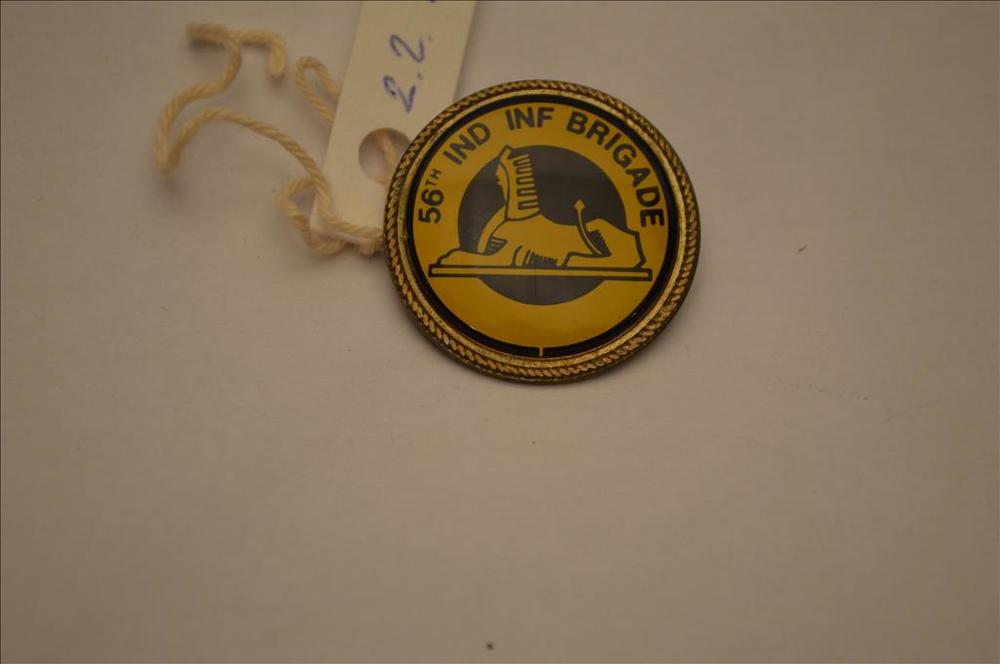 56TH IND INF BRIGADE
2.2.